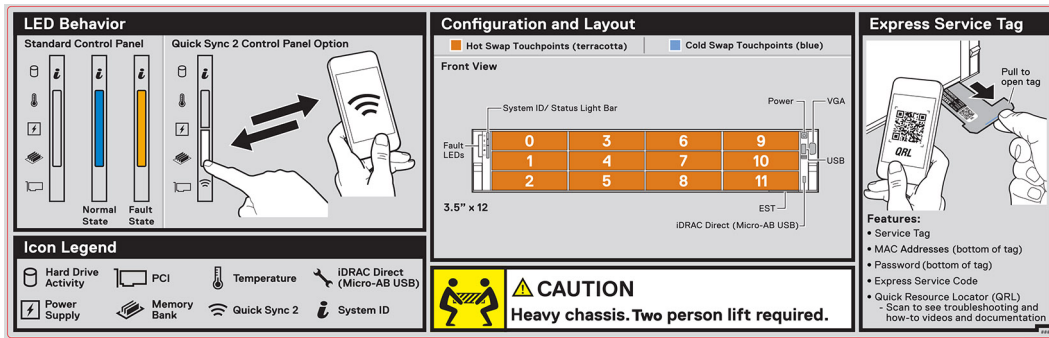 LED Behavior
Standard Control Panel
Quick Sync 2 Control Panel Option
i
i
i
i
Normal
State
Fault
State
Icon Legend
Hard Drive
Activity
PCI
Temperature
iDRAC Direct
(Micro-AB USB)
Power
Supply
Memory
Bank
Quick Sync 2
i
System ID
Configuration and Layout
Hot Swap Touchpoints (terracotta)
Cold Swap Touchpoints (blue)
Front View
System ID/ Status Light Bar
Power
VGA
Fault
LEDs
0 3 6 9
1 4 7 10
2 5 8 11
USB
3.5” x 12
EST
iDRAC Direct (Micro-AB USB)
CAUTION
Heavy chassis. Two person lift required.
Express Service Tag
Pull to
open tag
QRL
Features:
• Service Tag
• MAC Addresses (bottom of tag)
• Password (bottom of tag)
• Express Service Code
• Quick Resource Locator (QRL)
- Scan to see troubleshooting and
how-to videos and documentation